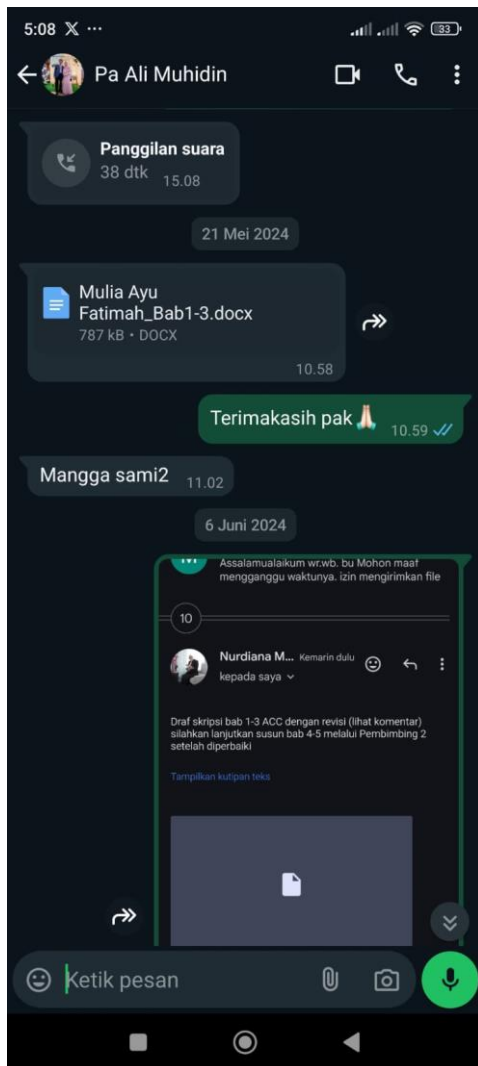 5:08 X ...
33
Pa Ali Muhidin
Panggilan suara
38 dtk 15.08
21 Mei 2024
Mulia Ayu
Fatimah_Bab1-3.docx
787 kB • DOCX
10.58
Terimakasih pak🙏🏻 10.59
Mangga sami2 11.02
6 Juni 2024
Assalamualaikum wr.wb. bu Mohon maaf
mengganggu waktunya. izin mengirimkan file
10
Nurdiana M... Kemarin dulu
kepada saya
Draf skripsi bab 1-3 ACC dengan revisi (lihat komentar)
silahkan lanjutkan susun bab 4-5 melalui Pembimbing 2
setelah diperbaiki
Tampilkan kutipan teks
Ketik pesan